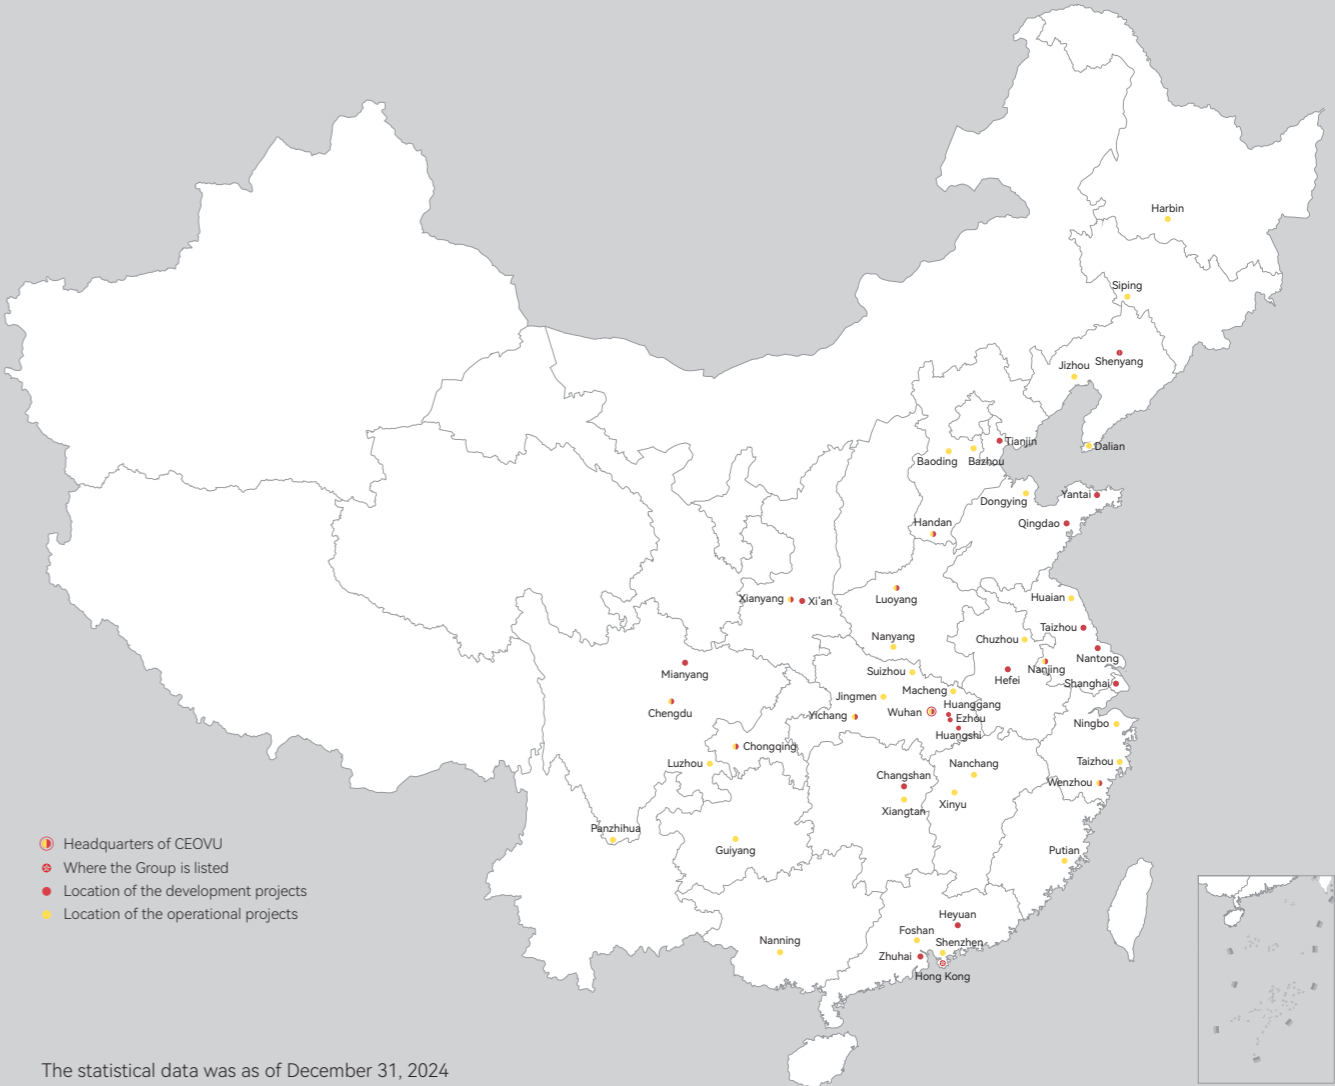 Harbin
Siping
Shenyang
Jizhou
Tianjin
Dalian
Baoding
Bazhou
Dongying
Yantai
Handan
Qingdao
Xianyang
Xi'an
Luoyang
Huaian
Taizhou
Nanyang
Chuzhou
Nantong
Mianyang
Suizhou
Hefei
Nanjing
Shanghai
Jingmen
Macheng
Chengdu
Yichang
Wuhan
Huanggang
Ezhou
Huangshi
Ningbo
Chongqing
Luzhou
Nanchang
Taizhou
Changshan
Wenzhou
Xiangtan
Xinyu
Panzhihua
Guiyang
Putian
Headquarters of CEOVU
Where the Group is listed
Location of the development projects
Location of the operational projects
Heyuan
Foshan
Nanning
Shenzhen
Zhuhai
Hong Kong
The statistical data was as of December 31, 2024